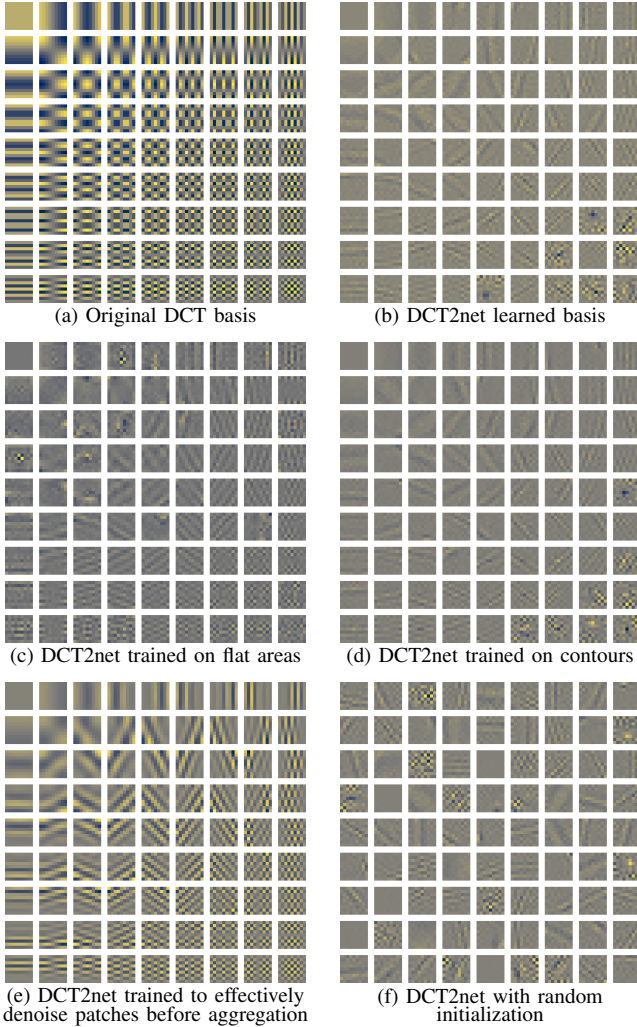 (a) Original DCT basis
(b) DCT2net learned basis
(c) DCT2net trained on flat areas
(d) DCT2net trained on contours
(e) DCT2net trained to effectively
denoise patches before aggregation
(f) DCT2net with random
initialization